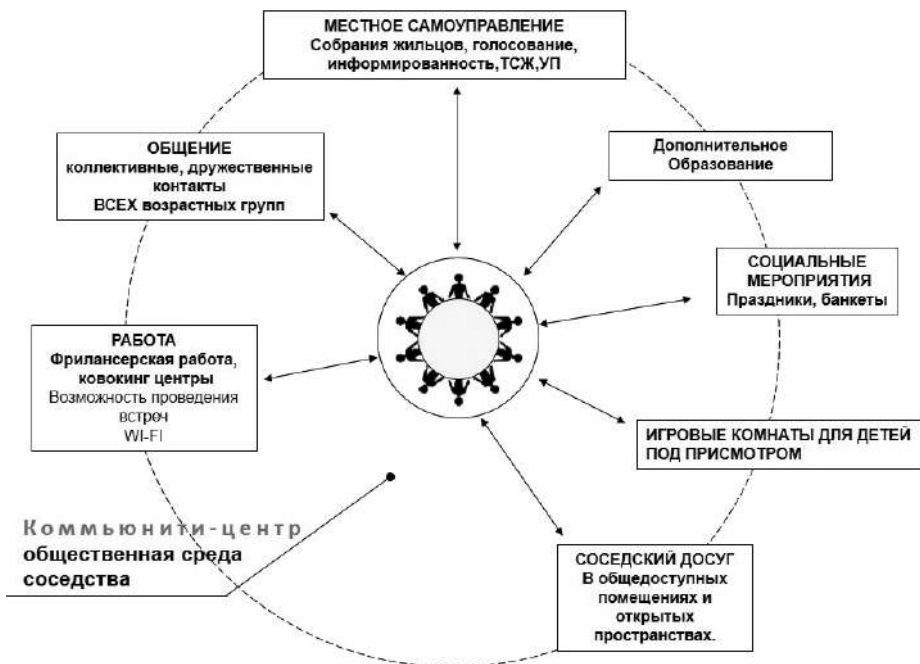 МЕСТНОЕ САМОУПРАВЛЕНИЕ
Собрания жильцов, голосование,
информированность,ТСЖ,УП
ОБЩЕНИЕ
коллективные, дружественные
контакты
ВСЕХ возрастных групп
Дополнительное
Образование
СОЦИАЛЬНЫЕ
МЕРОПРИЯТИЯ
Праздники, банкеты
РАБОТА
Фрилансерская работа,
ковокинг центры
Возможность проведения
встреч
WI-FI
ИГРОВЫЕ КОМНАТЫ ДЛЯ ДЕТЕЙ
ПОД ПРИСМОТРОМ
Коммьюнити-центр
общественная среда
соседства
СОСЕДСКИЙ ДОСУГ
В общедоступных
помещениях и
открытых
пространствах.